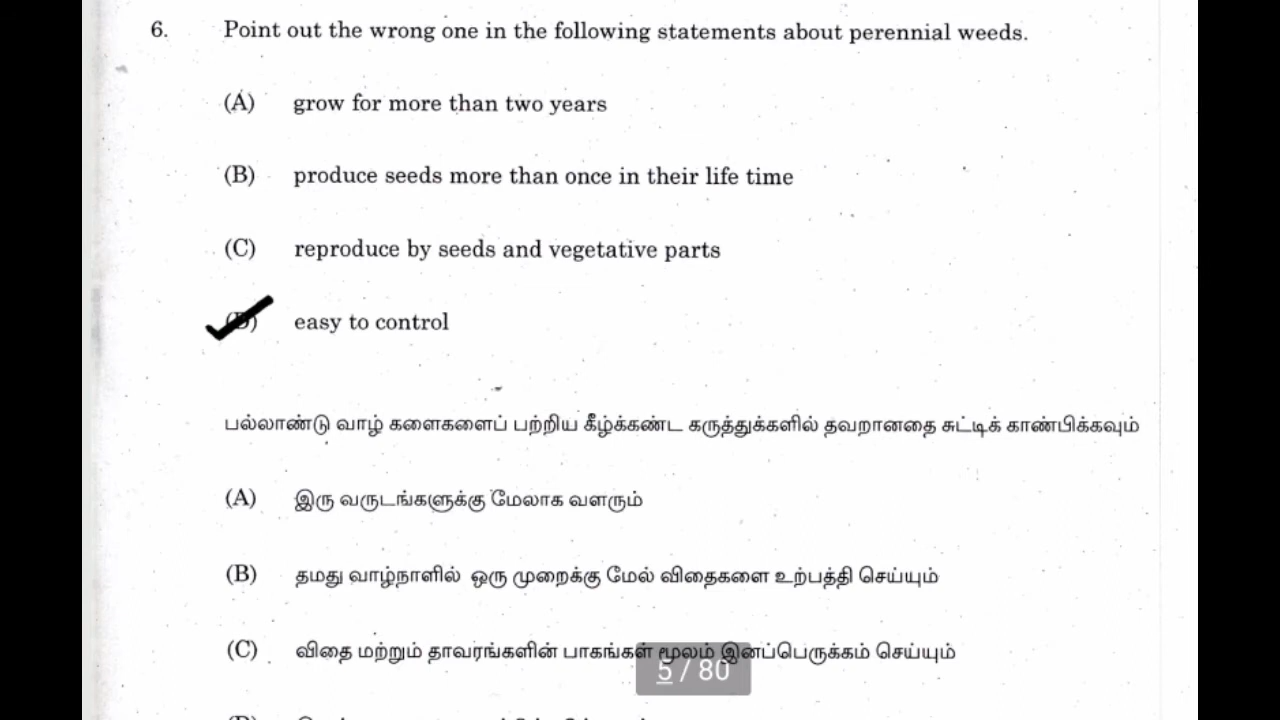 6. Point out the wrong one in the following statements about perennial weeds.
(A) grow for more than two years
(B) produce seeds more than once in their life time
(C) reproduce by seeds and vegetative parts
(D) easy to control
பல்லாண்டு வாழ் களைகளைப் பற்றிய கீழ்க்கண்ட கருத்துக்களில் தவறானதை சுட்டிக் காண்பிக்கவும்
(A) இரு வருடங்களுக்கு மேலாக வளரும்
(B) தமது வாழ்நாளில் ஒரு முறைக்கு மேல் விதைகளை உற்பத்தி செய்யும்
(C) விதை மற்றும் தாவரங்களின் பாகங்கள் மூலம் இனப்பெருக்கம் செய்யும்
5 / 80